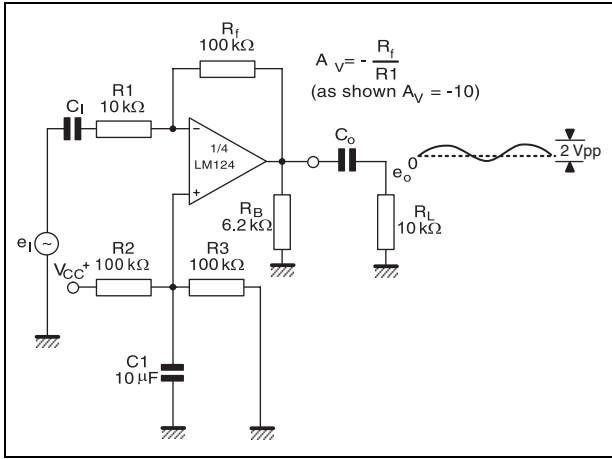 Rf
100 kΩ
A V = - Rf / R1
(as shown AV = -10)
CI
R1
10 kΩ
-
1/4
LM124
+
Co
eo
0
2 Vpp
RB
6.2 kΩ
RL
10 kΩ
eI
~
VCC+
R2
100 kΩ
R3
100 kΩ
C1
10 μF